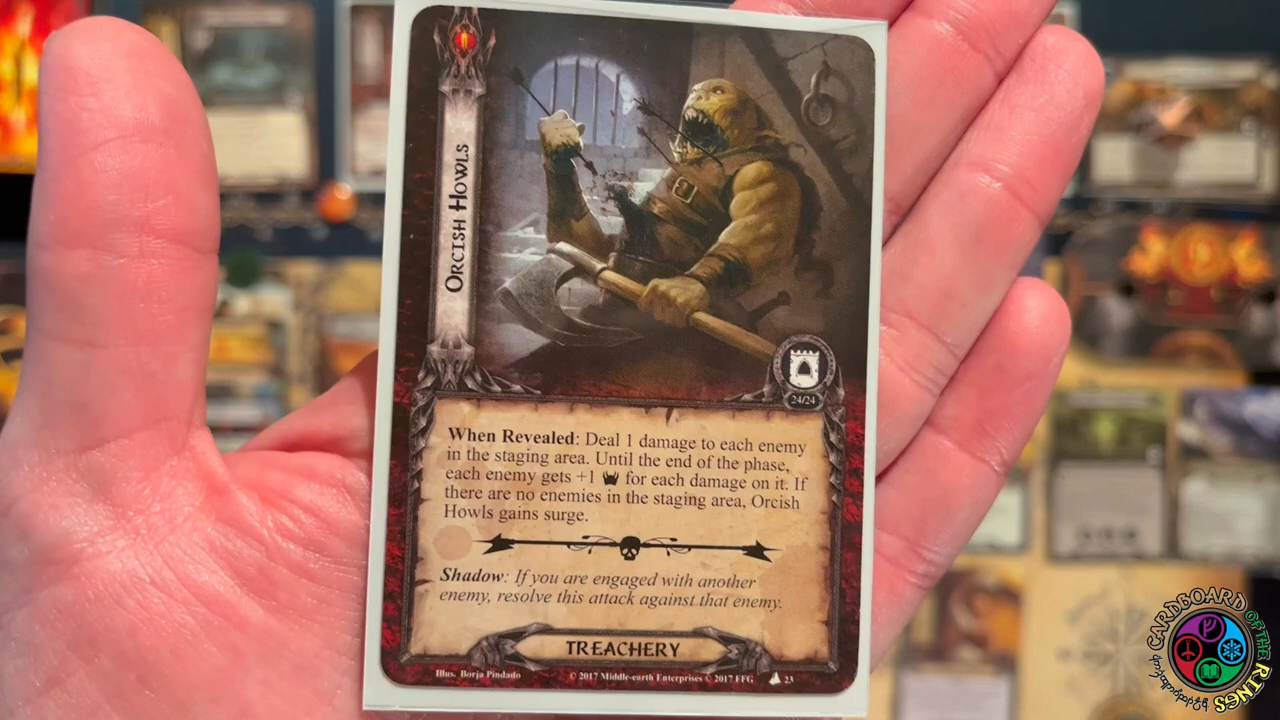 ORCISH HOWLS
24/24
When Revealed: Deal 1 damage to each enemy
in the staging area. Until the end of the phase,
each enemy gets +1 for each damage on it. If
there are no enemies in the staging area, Orcish
Howls gains surge.
Shadow: If you are engaged with another
enemy, resolve this attack against that enemy.
TREACHERY
Illus. Borja Pindado © 2017 Middle-earth Enterprises © 2017 FFG 23
CARDBOARD OF THE RINGS